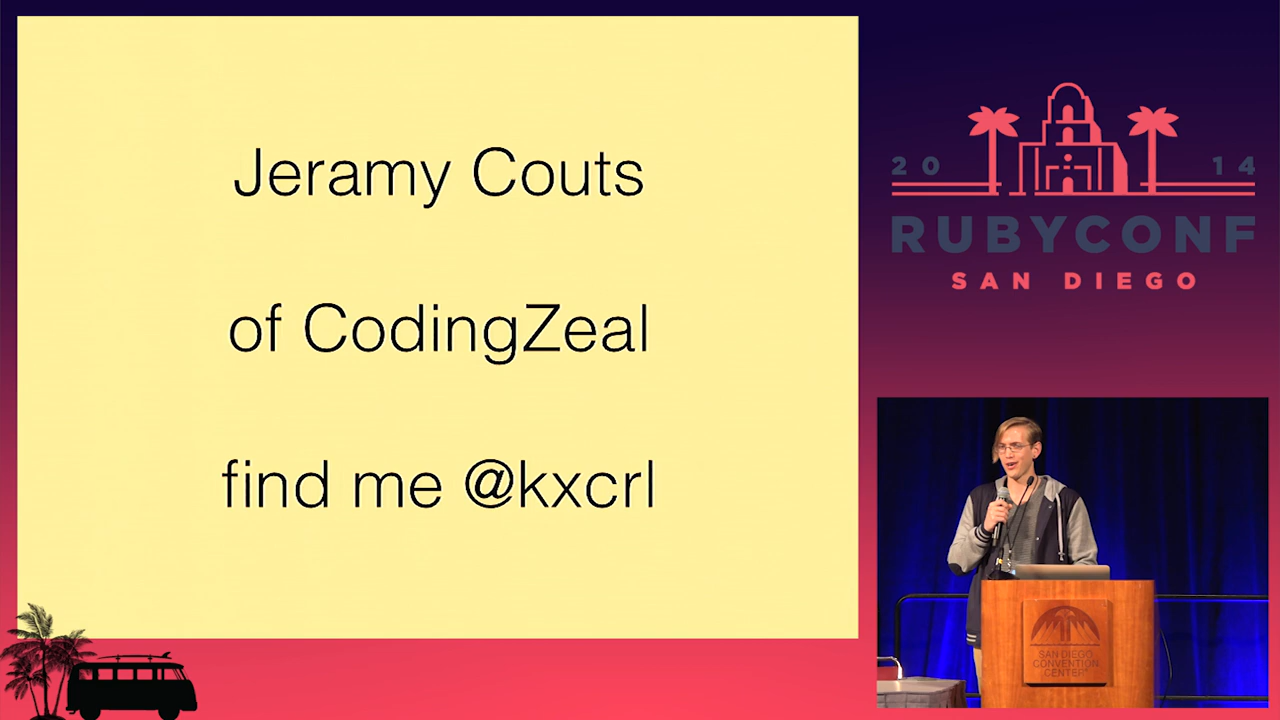 Jeramy Couts
of CodingZeal
find me @kxcrl
20 14
RUBYCONF
SAN DIEGO
SAN DIEGO
CONVENTION
CENTER